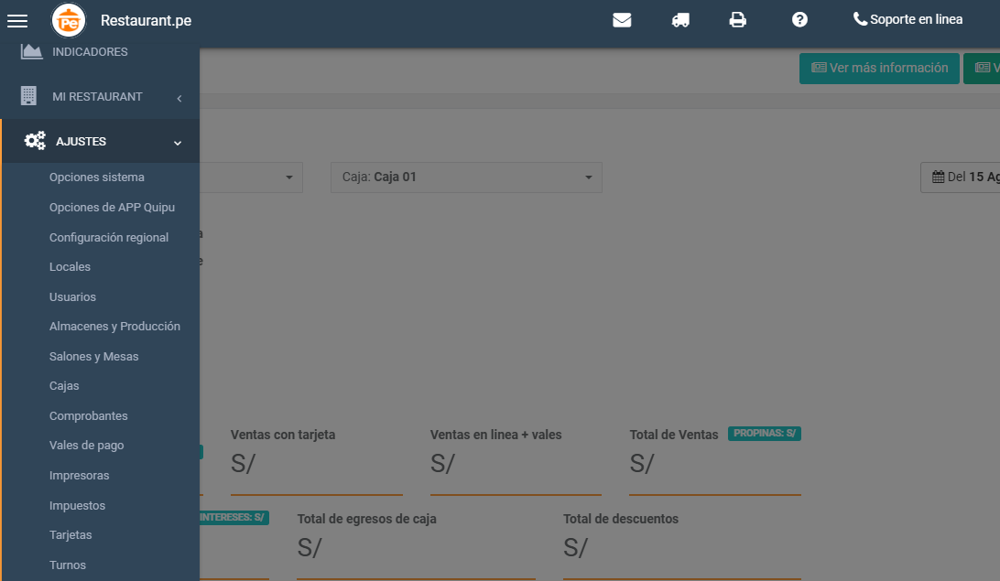 Pe Restaurant.pe
Soporte en linea
INDICADORES
MI RESTAURANT
AJUSTES
Opciones sistema
Opciones de APP Quipu
Configuración regional
Locales
Usuarios
Almacenes y Producción
Salones y Mesas
Cajas
Comprobantes
Vales de pago
Impresoras
Impuestos
Tarjetas
Turnos
Ver más información
V
Caja: Caja 01
Del 15 Ag
a
e
Ventas con tarjeta
S/
Ventas en linea + vales
S/
Total de Ventas PROPINAS: S/
S/
INTERESES: S/
Total de egresos de caja
S/
Total de descuentos
S/